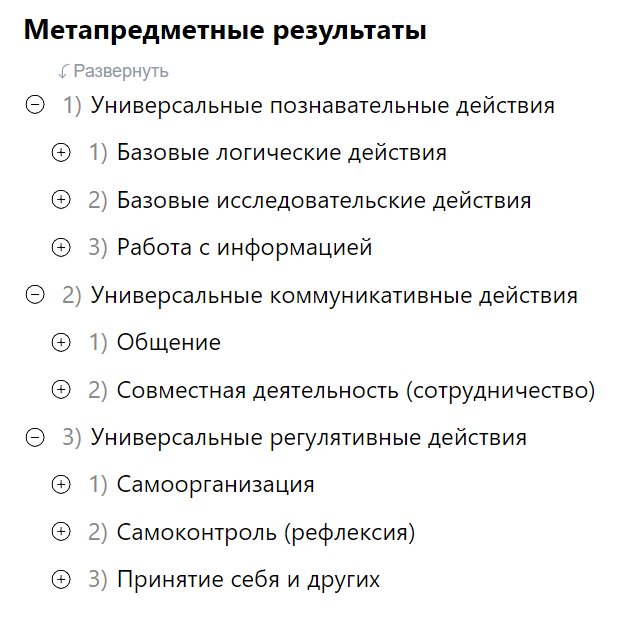 Метапредметные результаты
Развернуть
1) Универсальные познавательные действия
1) Базовые логические действия
2) Базовые исследовательские действия
3) Работа с информацией
2) Универсальные коммуникативные действия
1) Общение
2) Совместная деятельность (сотрудничество)
3) Универсальные регулятивные действия
1) Самоорганизация
2) Самоконтроль (рефлексия)
3) Принятие себя и других